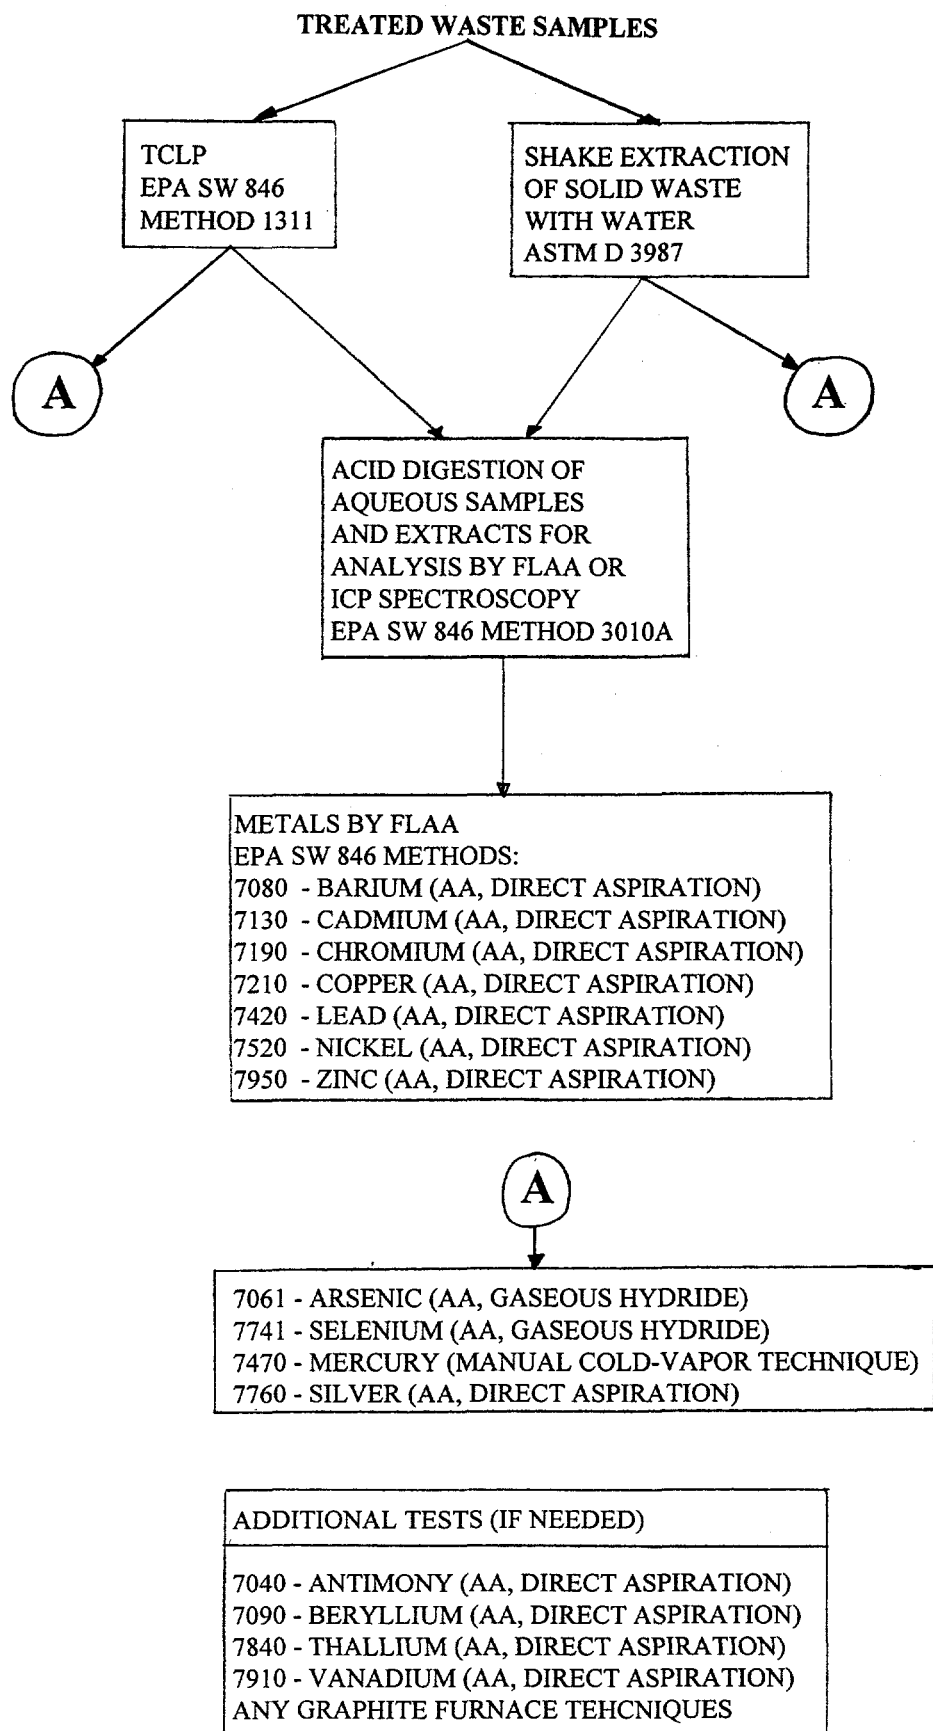 TREATED WASTE SAMPLES
TCLP
EPA SW 846
METHOD 1311
SHAKE EXTRACTION
OF SOLID WASTE
WITH WATER
ASTM D 3987
A
A
ACID DIGESTION OF
AQUEOUS SAMPLES
AND EXTRACTS FOR
ANALYSIS BY FLAA OR
ICP SPECTROSCOPY
EPA SW 846 METHOD 3010A
METALS BY FLAA
EPA SW 846 METHODS:
7080 - BARIUM (AA, DIRECT ASPIRATION)
7130 - CADMIUM (AA, DIRECT ASPIRATION)
7190 - CHROMIUM (AA, DIRECT ASPIRATION)
7210 - COPPER (AA, DIRECT ASPIRATION)
7420 - LEAD (AA, DIRECT ASPIRATION)
7520 - NICKEL (AA, DIRECT ASPIRATION)
7950 - ZINC (AA, DIRECT ASPIRATION)
A
7061 - ARSENIC (AA, GASEOUS HYDRIDE)
7741 - SELENIUM (AA, GASEOUS HYDRIDE)
7470 - MERCURY (MANUAL COLD-VAPOR TECHNIQUE)
7760 - SILVER (AA, DIRECT ASPIRATION)
ADDITIONAL TESTS (IF NEEDED)
7040 - ANTIMONY (AA, DIRECT ASPIRATION)
7090 - BERYLLIUM (AA, DIRECT ASPIRATION)
7840 - THALLIUM (AA, DIRECT ASPIRATION)
7910 - VANADIUM (AA, DIRECT ASPIRATION)
ANY GRAPHITE FURNACE TEHCNIQUES